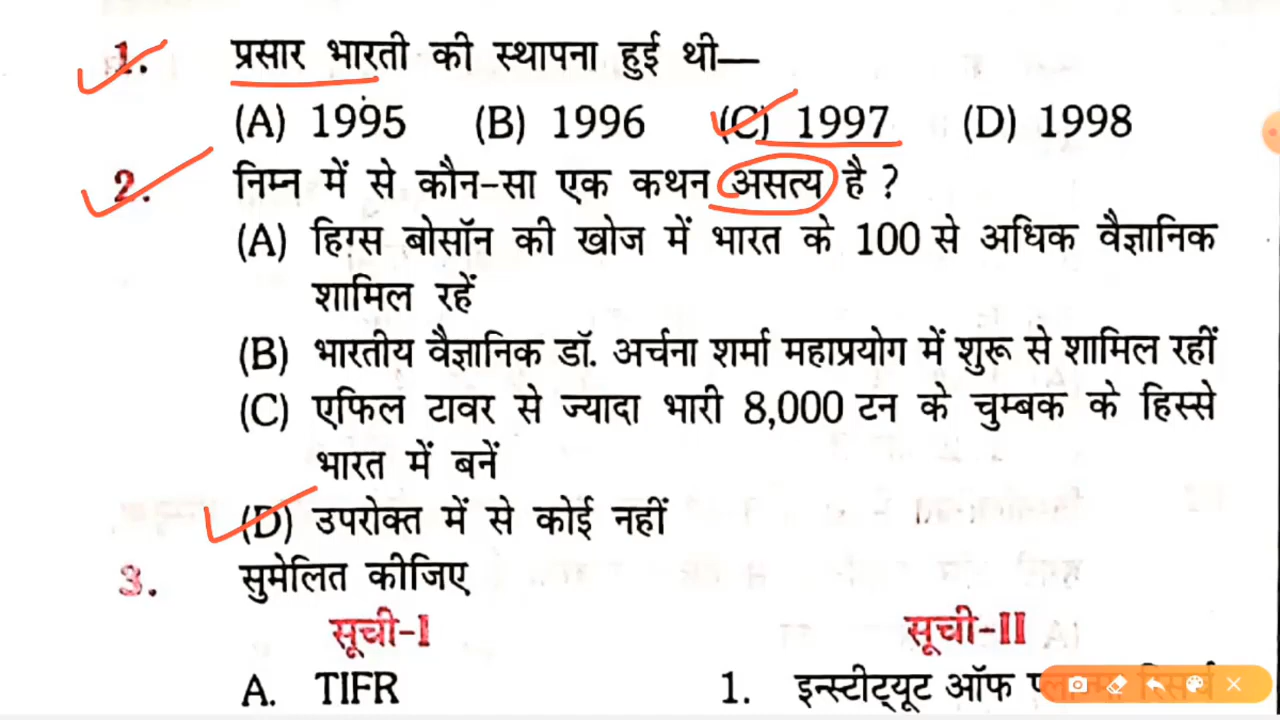 1. प्रसार भारती की स्थापना हुई थी—
(A) 1995 (B) 1996 (C) 1997 (D) 1998
2. निम्न में से कौन-सा एक कथन असत्य है ?
(A) हिग्स बोसॉन की खोज में भारत के 100 से अधिक वैज्ञानिक
शामिल रहें
(B) भारतीय वैज्ञानिक डॉ. अर्चना शर्मा महाप्रयोग में शुरू से शामिल रहीं
(C) एफिल टावर से ज्यादा भारी 8,000 टन के चुम्बक के हिस्से
भारत में बनें
(D) उपरोक्त में से कोई नहीं
3. सुमेलित कीजिए
सूची-I सूची-II
A. TIFR 1. इन्स्टीट्यूट ऑफ